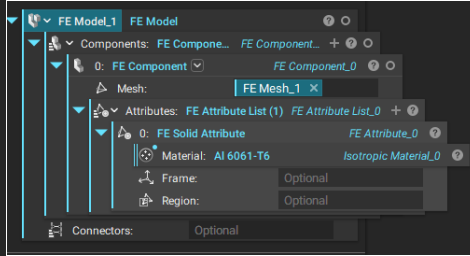 FE Model_1 FE Model
Components: FE Compone... FE Component... +
0: FE Component FE Component_0
Mesh: FE Mesh_1 ×
Attributes: FE Attribute List (1) FE Attribute List_0 +
0: FE Solid Attribute FE Attribute_0
Material: Al 6061-T6 Isotropic Material_0
Frame: Optional
Region: Optional
Connectors: Optional